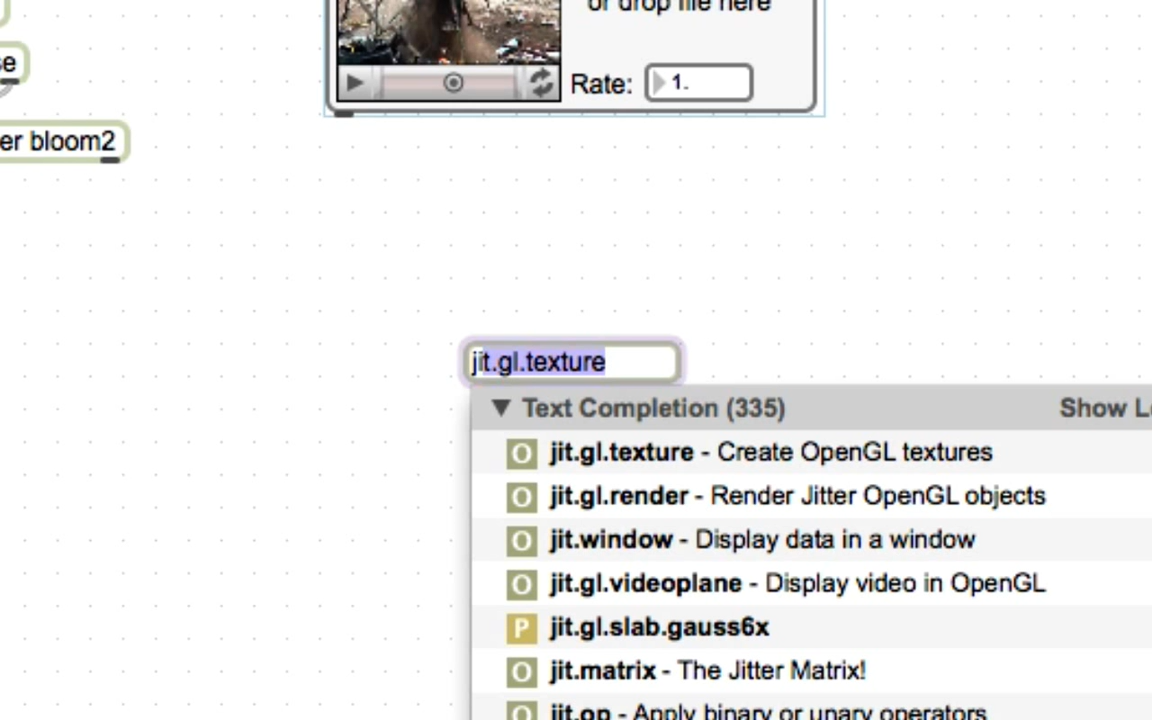 or drop file here
se
Rate: 1.
er bloom2
jit.gl.texture
Text Completion (335) Show Le
O jit.gl.texture - Create OpenGL textures
O jit.gl.render - Render Jitter OpenGL objects
O jit.window - Display data in a window
O jit.gl.videoplane - Display video in OpenGL
P jit.gl.slab.gauss6x
O jit.matrix - The Jitter Matrix!
O jit.op - Apply binary or unary operators